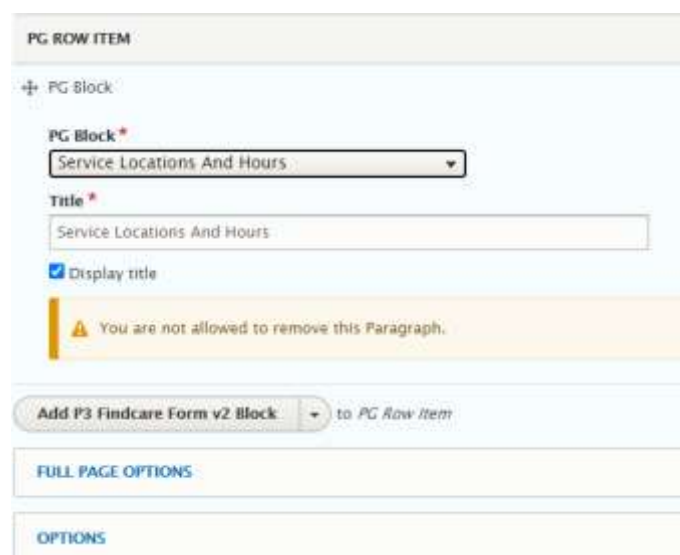 PG ROW ITEM
PG Block
PG Block *
Service Locations And Hours
Title *
Service Locations And Hours
Display title
You are not allowed to remove this Paragraph.
Add P3 Findcare Form v2 Block to PG Row Item
FULL PAGE OPTIONS
OPTIONS